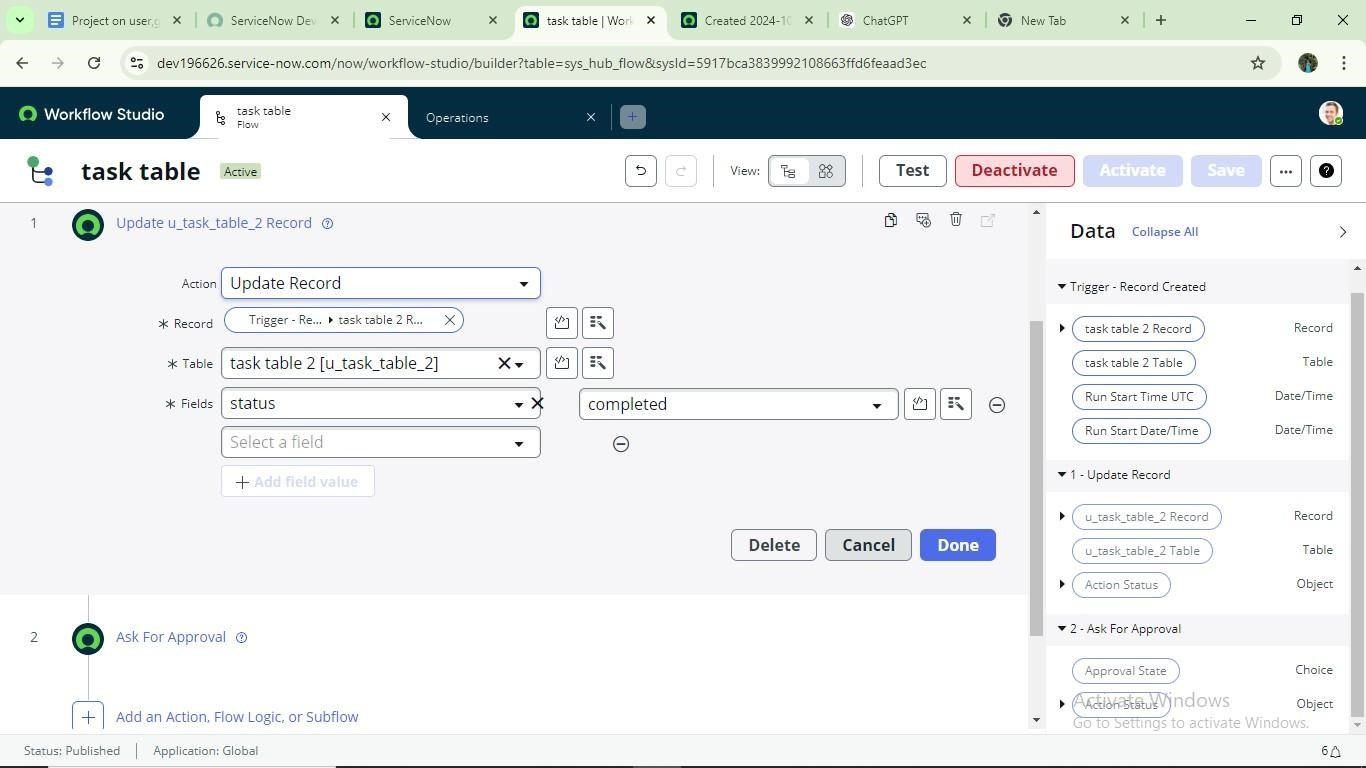 Project on user,g
ServiceNow Dev
ServiceNow
task table | Work
Created 2024-10
ChatGPT
New Tab
dev196626.service-now.com/now/workflow-studio/builder?table=sys_hub_flow&sysId=5917bca3839992108663ffd6feaad3ec
Workflow Studio
task table
Flow
Operations
task table
Active
View:
Test
Deactivate
Activate
Save
1
Update u_task_table_2 Record
Action
Update Record
* Record
Trigger - Re... ▸ task table 2 R...
* Table
task table 2 [u_task_table_2]
* Fields
status
completed
Select a field
+ Add field value
Delete
Cancel
Done
2
Ask For Approval
Add an Action, Flow Logic, or Subflow
Data
Collapse All
Trigger - Record Created
task table 2 Record
Record
task table 2 Table
Table
Run Start Time UTC
Date/Time
Run Start Date/Time
Date/Time
1 - Update Record
u_task_table_2 Record
Record
u_task_table_2 Table
Table
Action Status
Object
2 - Ask For Approval
Approval State
Choice
Action Status
Object
Activate Windows
Go to Settings to activate Windows.
Status: Published
Application: Global
6